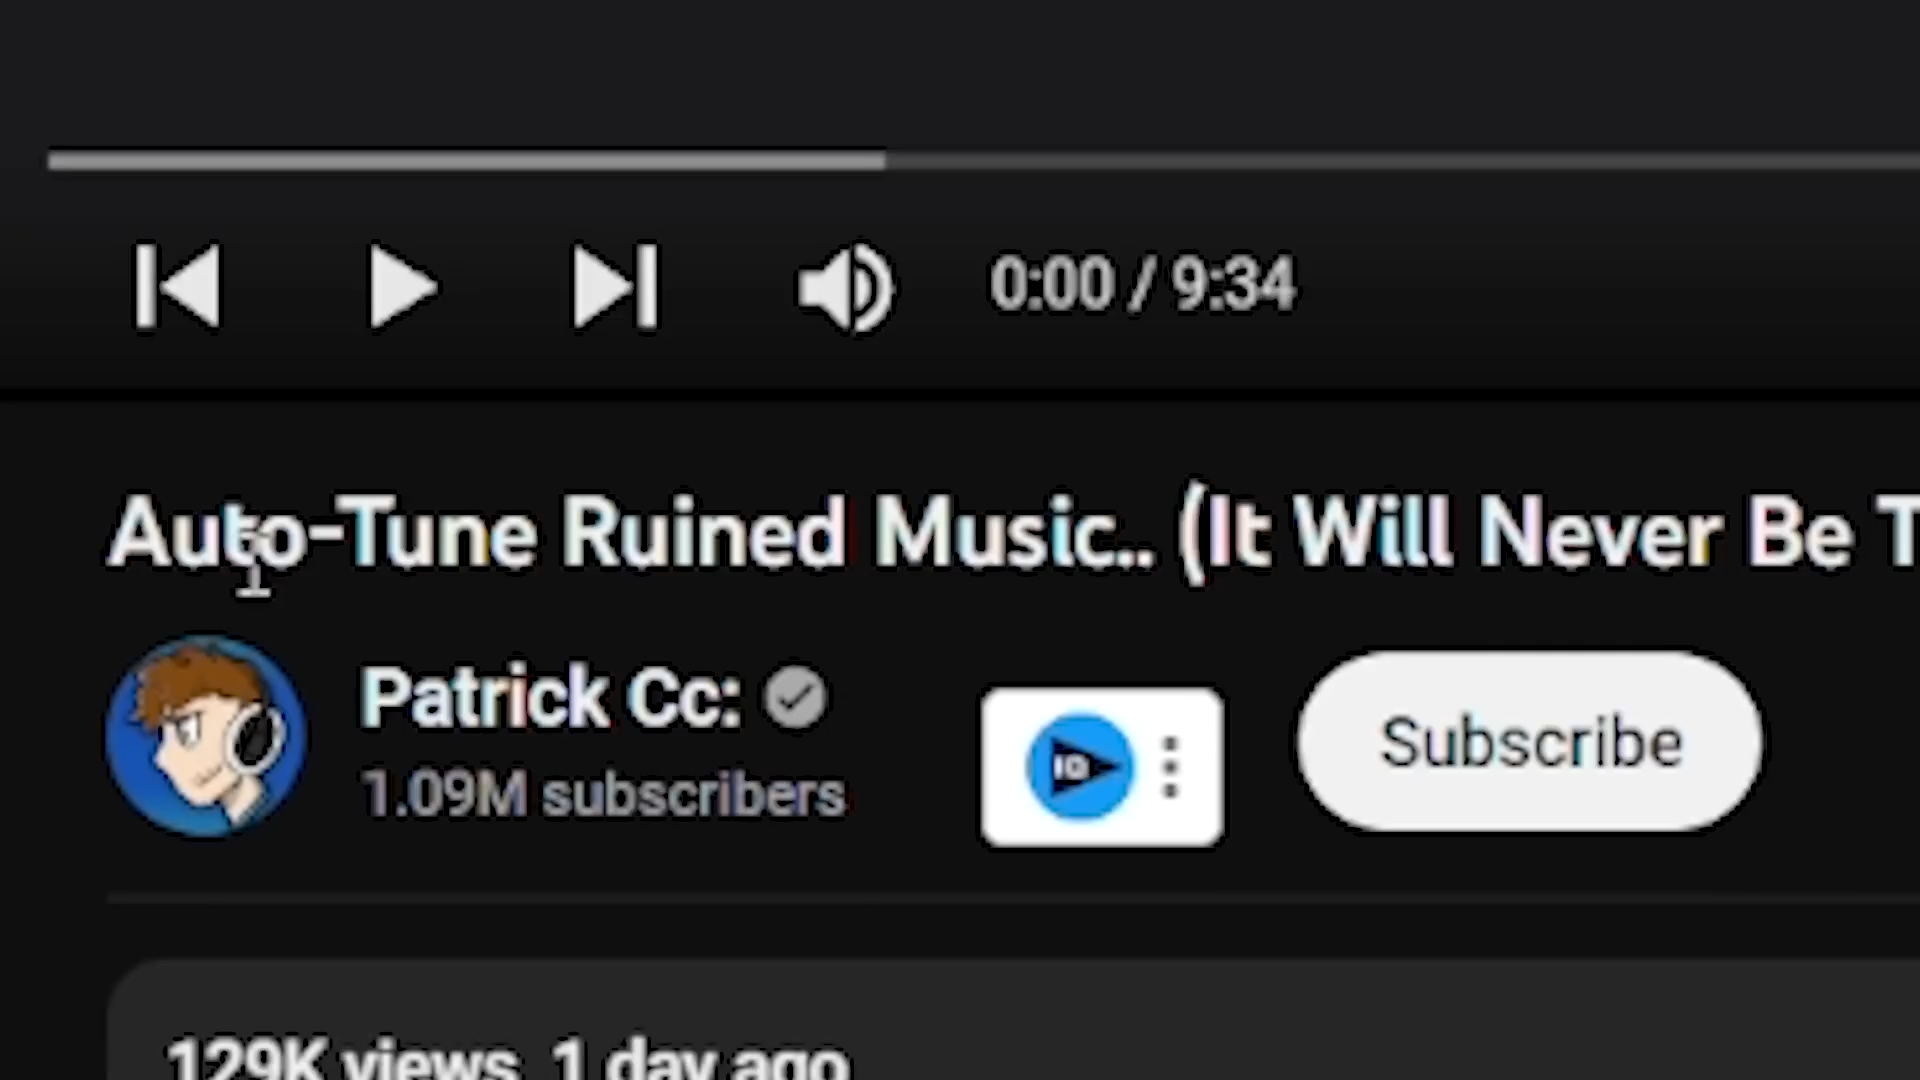 0:00 / 9:34
Auto-Tune Ruined Music.. (It Will Never Be T
Patrick Cc:
1.09M subscribers
IQ
Subscribe
129K views 1 day ago